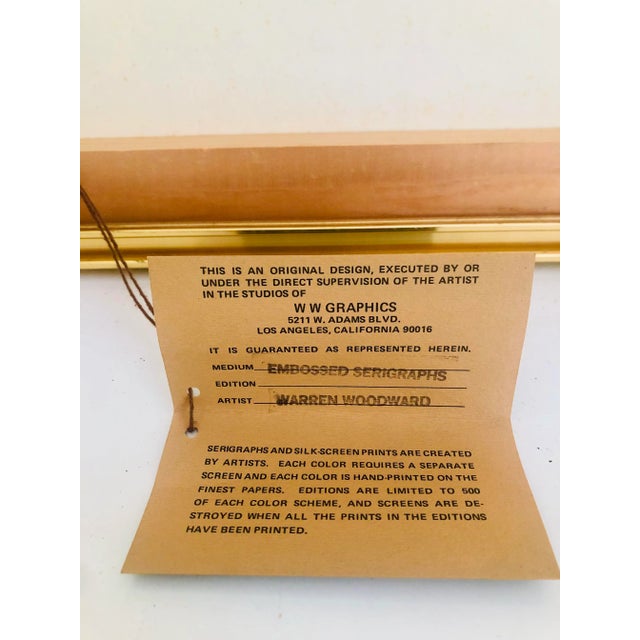 THIS IS AN ORIGINAL DESIGN, EXECUTED BY OR
UNDER THE DIRECT SUPERVISION OF THE ARTIST
IN THE STUDIOS OF
W W GRAPHICS
5211 W. ADAMS BLVD.
LOS ANGELES, CALIFORNIA 90016
IT IS GUARANTEED AS REPRESENTED HEREIN.
MEDIUM EMBOSSED SERIGRAPHS
EDITION
ARTIST WARREN WOODWARD
SERIGRAPHS AND SILK-SCREEN PRINTS ARE CREATED
BY ARTISTS. EACH COLOR REQUIRES A SEPARATE
SCREEN AND EACH COLOR IS HAND-PRINTED ON THE
FINEST PAPERS. EDITIONS ARE LIMITED TO 500
OF EACH COLOR SCHEME, AND SCREENS ARE DE-
STROYED WHEN ALL THE PRINTS IN THE EDITIONS
HAVE BEEN PRINTED.